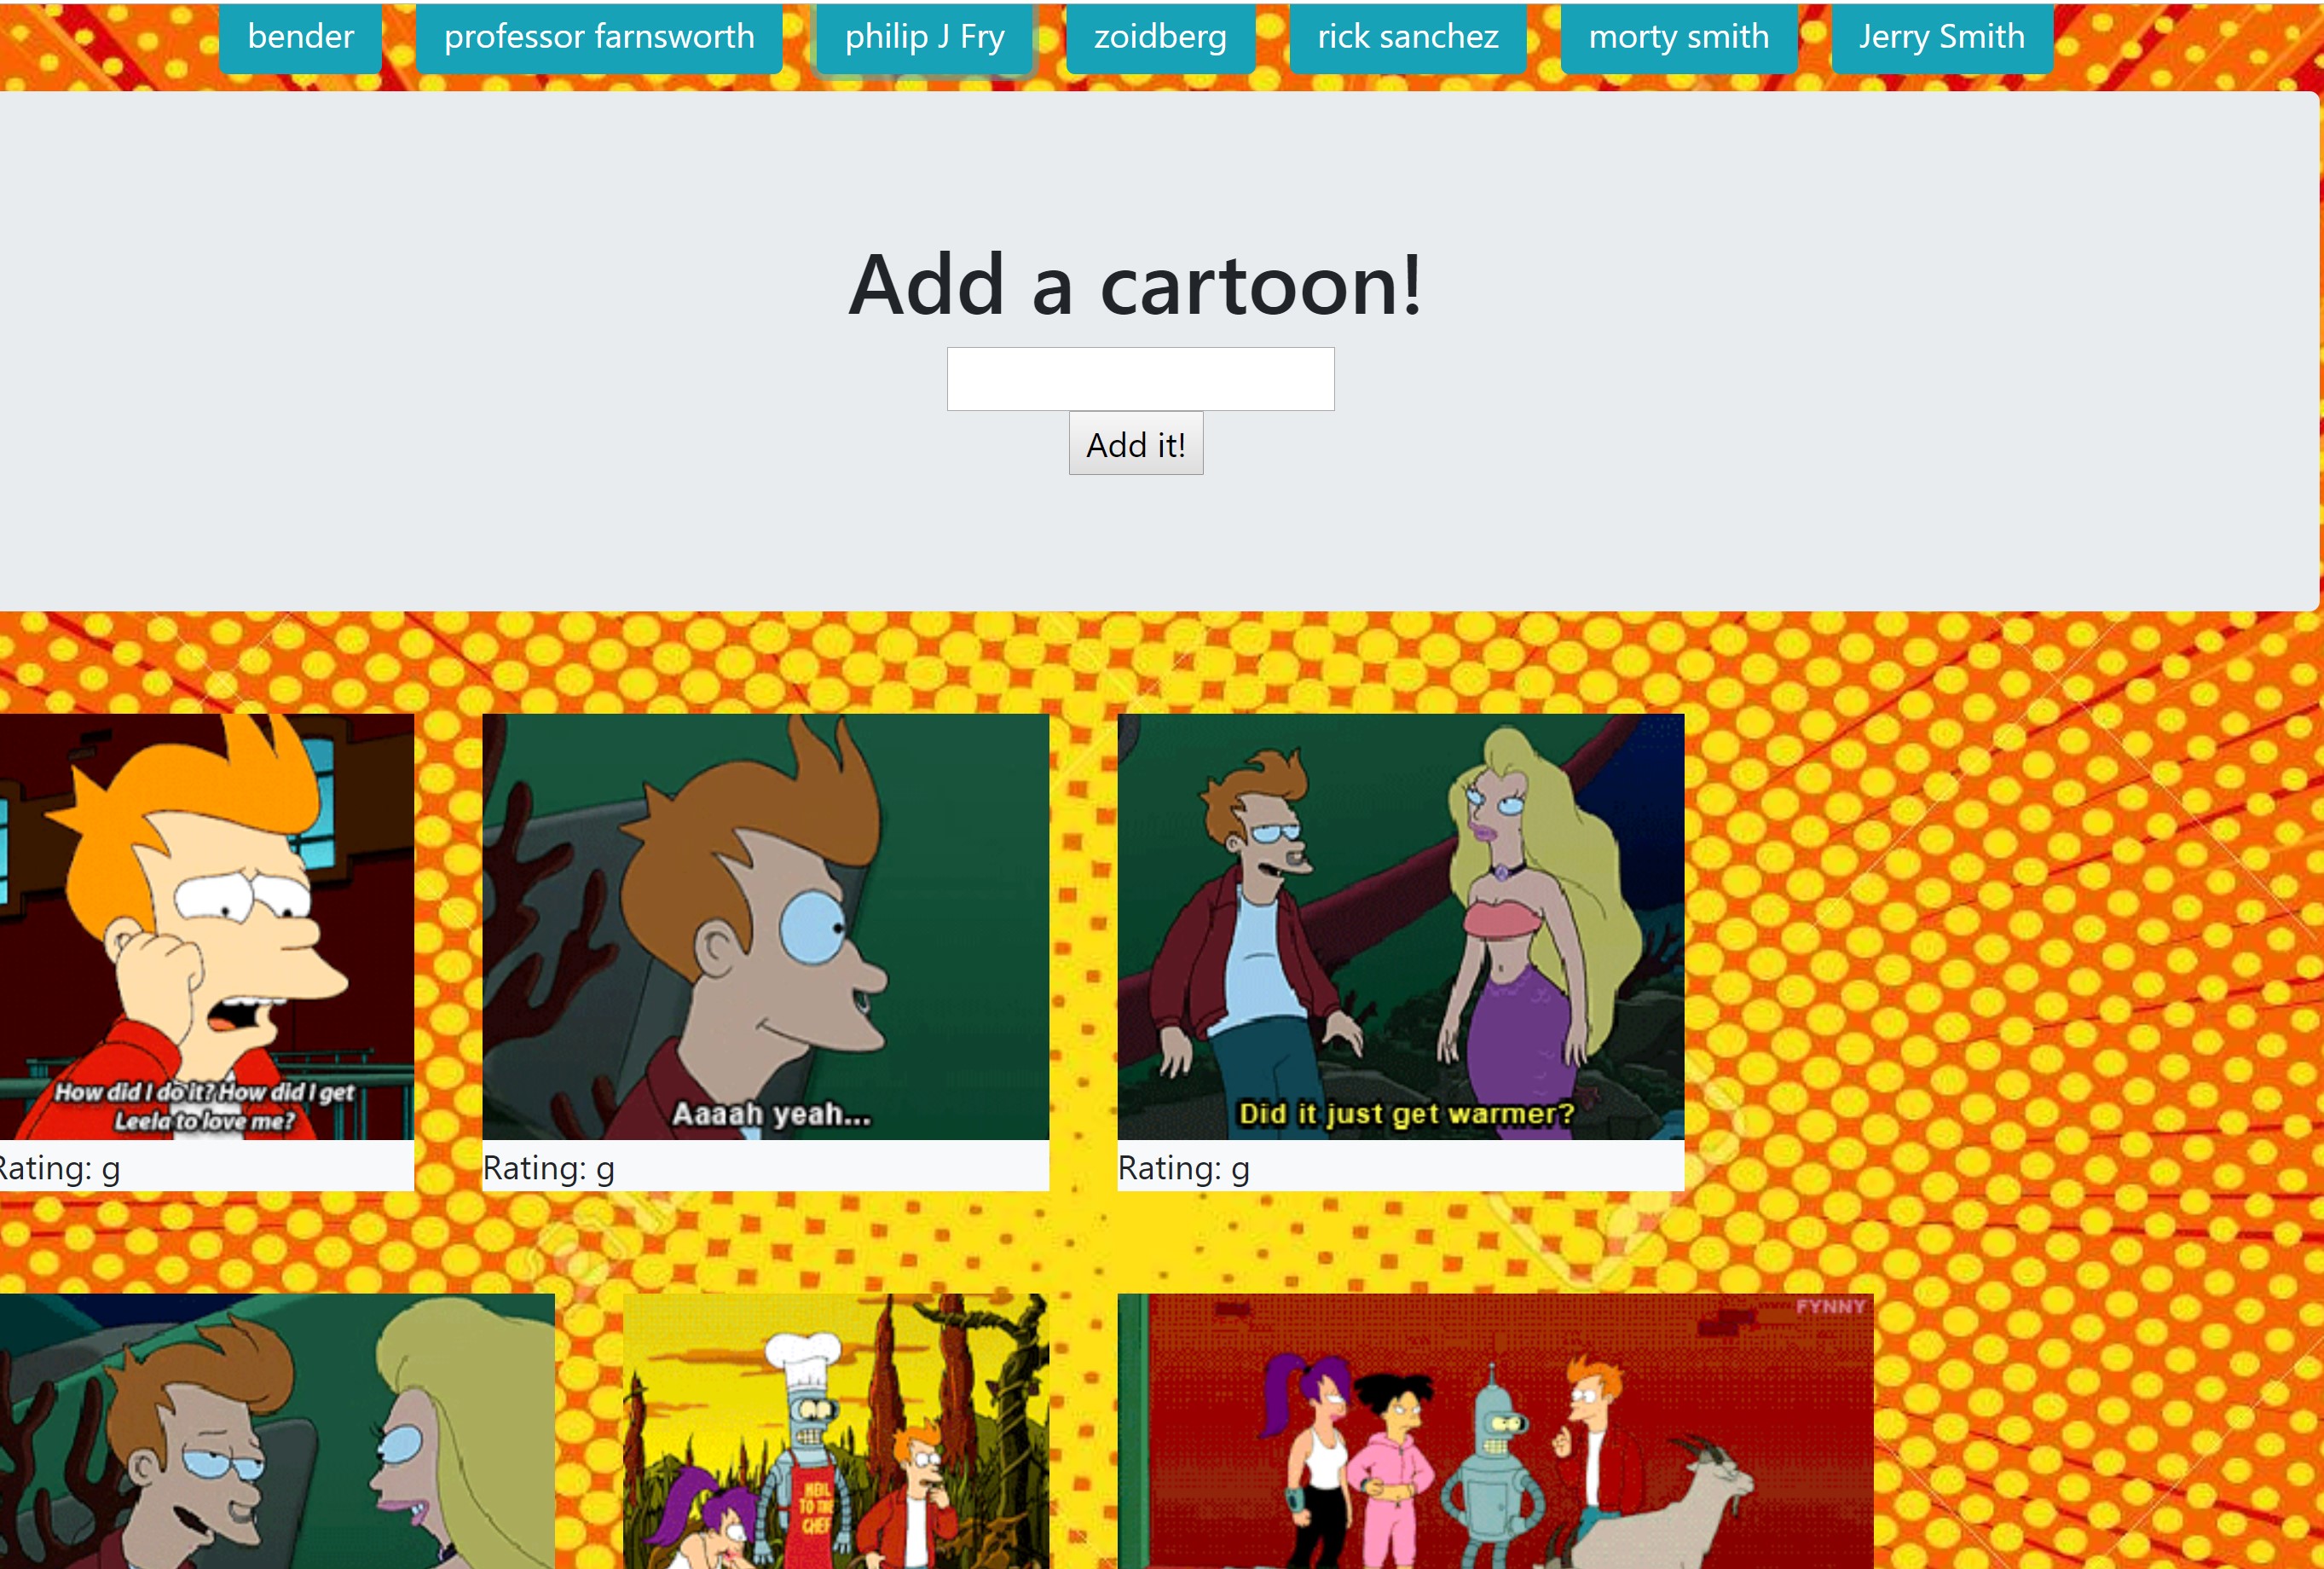 bender professor farnsworth philip J Fry zoidberg rick sanchez morty smith Jerry Smith
Add a cartoon!
Add it!
How did I do it? How did I get
Leela to love me?
Aaaah yeah...
Did it just get warmer?
Rating: g
Rating: g
Rating: g
FYNNY
HEIL
TO THE
CHEF